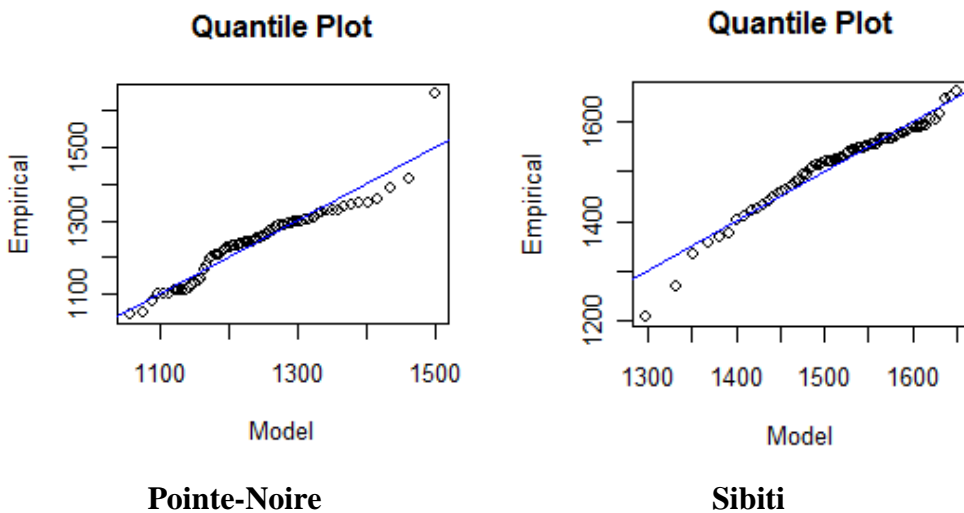 Quantile Plot
Empirical
1100 1300 1500
1100 1300 1500
Model
Pointe-Noire
Quantile Plot
Empirical
1200 1400 1600
1300 1400 1500 1600
Model
Sibiti